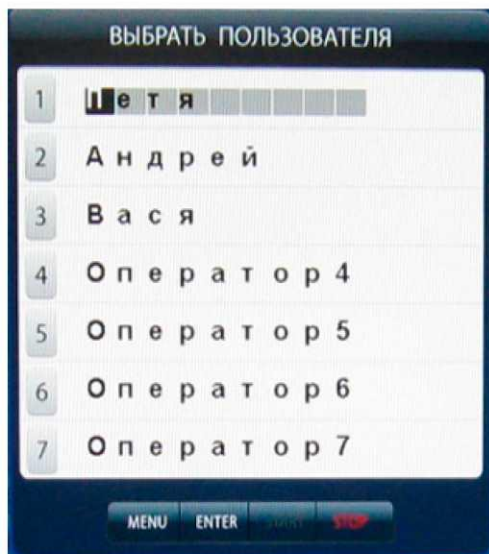 ВЫБРАТЬ ПОЛЬЗОВАТЕЛЯ
1 Петя
2 Андрей
3 Вася
4 Оператор4
5 Оператор5
6 Оператор6
7 Оператор7
MENU ENTER START STOP